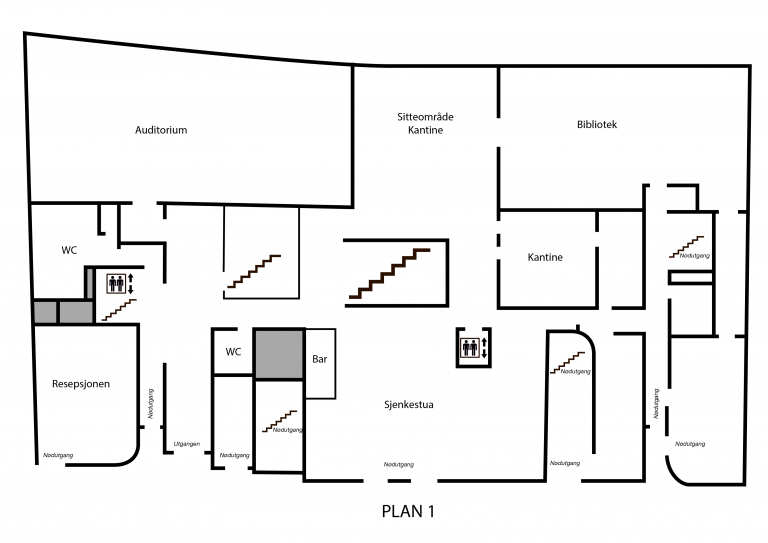 Auditorium
Sitteområde
Kantine
Bibliotek
WC
Kantine
Nødutgang
WC
Bar
Resepsjonen
Nødutgang
Sjenkestua
Nødutgang
Nødutgang
Nødutgang
Utgangen
Nødutgang
Nødutgang
Nødutgang
Nødutgang
Nødutgang
Nødutgang
PLAN 1